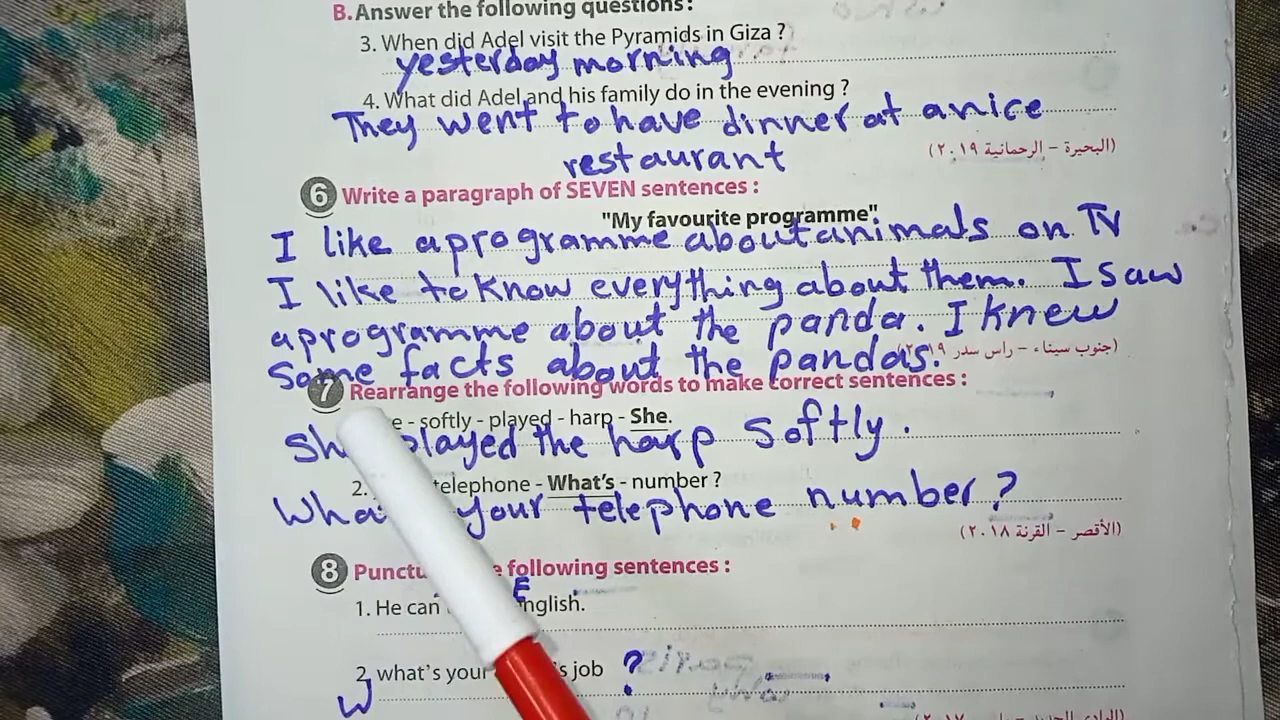 B. Answer the following questions:
3. When did Adel visit the Pyramids in Giza ?
yesterday morning
4. What did Adel and his family do in the evening ?
They went to have dinner at a nice
restaurant
(البحيرة - الرحمانية ٢٠١٩)
6 Write a paragraph of SEVEN sentences :
"My favourite programme"
I like a programme about animals on TV
I like to know everything about them. I saw
a programme about the panda. I knew
Some facts about the pandas.
(جنوب سيناء - راس سدر ٢٠١٩)
7 Rearrange the following words to make correct sentences :
- softly - played - harp - She.
played the harp softly.
2. telephone - What's - number ?
your telephone number?
(الأقصر - القرنة ٢٠١٨)
8 following sentences :
1. He can English.
2. what's your job ?
W